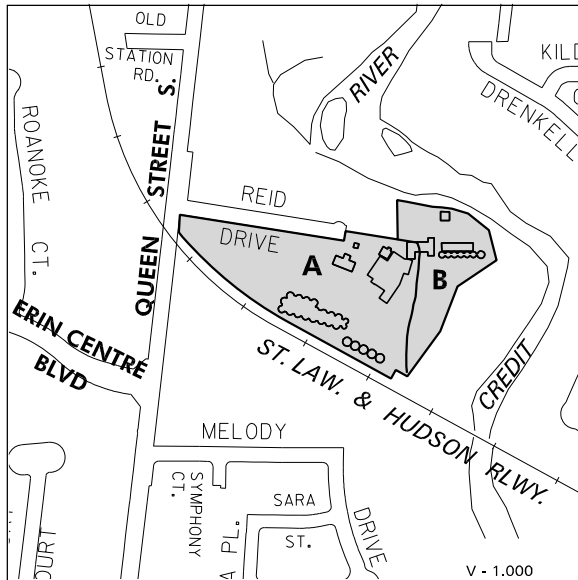 OLD
STATION
RD.
QUEEN STREET S.
ROANOKE CT.
RIVER
KILD
DRENKELL
REID
DRIVE
A
B
ERIN CENTRE
BLVD
ST. LAW. & HUDSON RLWY.
CREDIT
MELODY
DRIVE
SYMPHONY
CT.
SARA
ST.
A PL.
OURT
V - 1.000